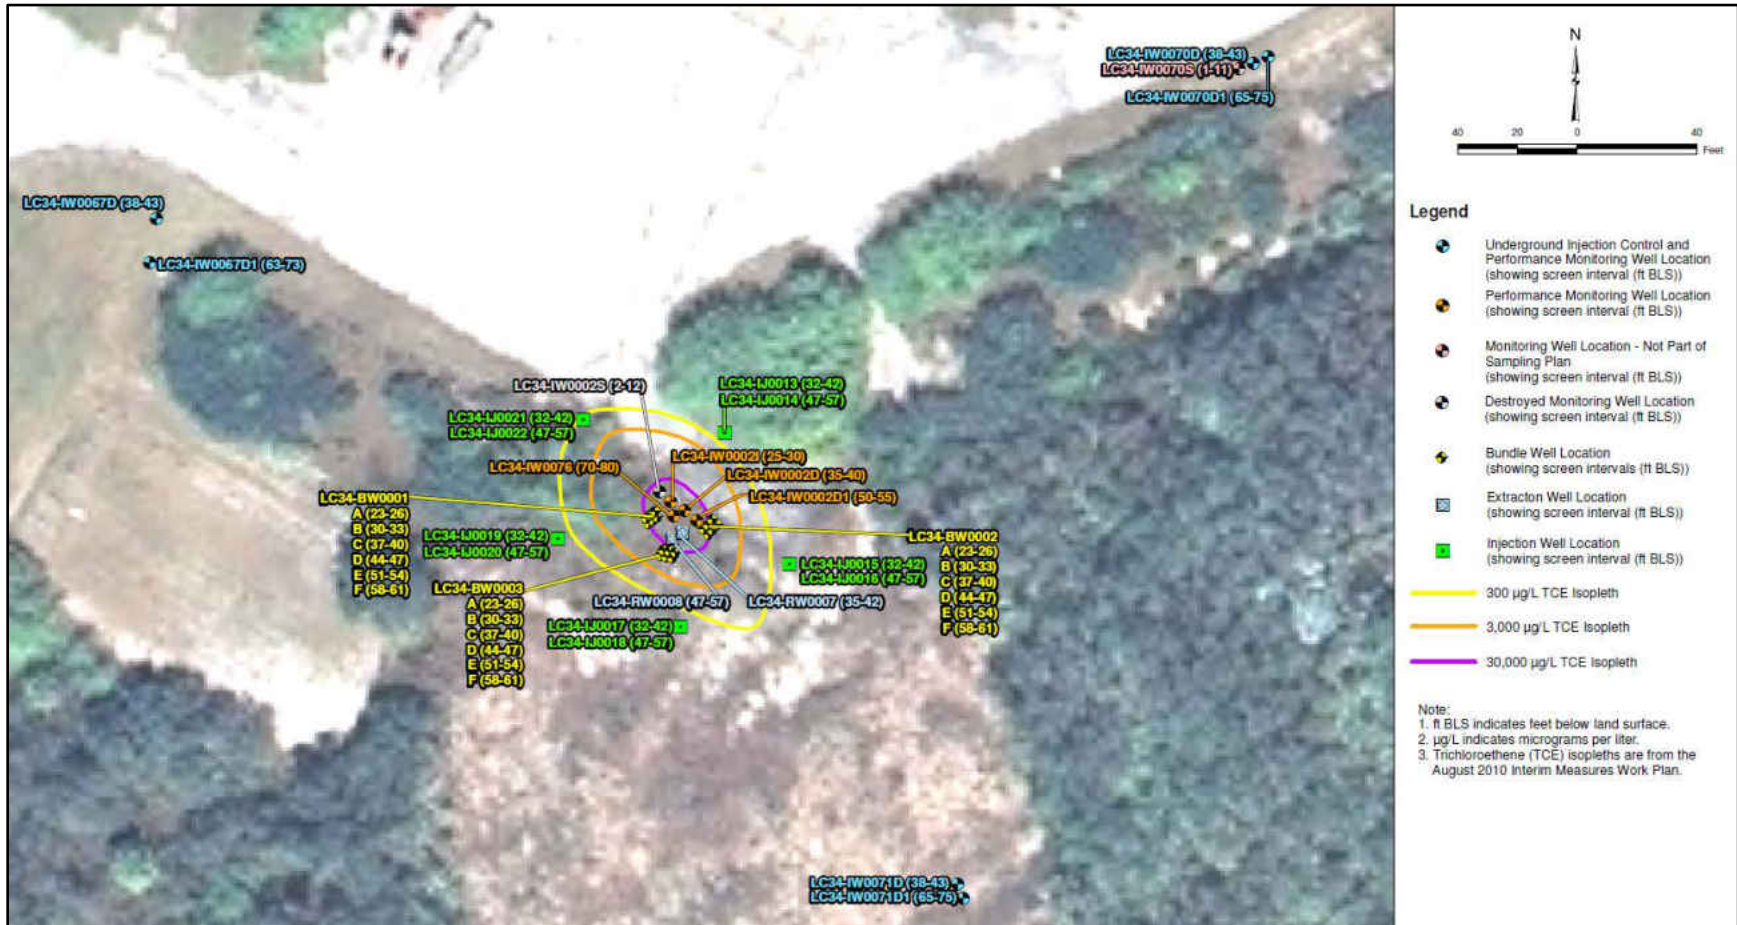 LC34-IW0070D (38-43)
LC34-IW0070S (1-11)
LC34-IW0070D1 (65-75)
LC34-IW0067D (38-43)
LC34-IW0067D1 (63-73)
LC34-IW0002S (2-12)
LC34-IJ0013 (32-42)
LC34-IJ0014 (47-57)
LC34-IJ0021 (32-42)
LC34-IJ0022 (47-57)
LC34-IW0076 (70-80)
LC34-IW0002I (25-30)
LC34-IW0002D (35-40)
LC34-IW0002D1 (50-55)
LC34-BW0001
A (23-26)
B (30-33)
C (37-40)
D (44-47)
E (51-54)
F (58-61)
LC34-IJ0019 (32-42)
LC34-IJ0020 (47-57)
LC34-BW0002
A (23-26)
B (30-33)
C (37-40)
D (44-47)
E (51-54)
F (58-61)
LC34-IJ0015 (32-42)
LC34-IJ0016 (47-57)
LC34-BW0003
A (23-26)
B (30-33)
C (37-40)
D (44-47)
E (51-54)
F (58-61)
LC34-RW0008 (47-57)
LC34-RW0007 (35-42)
LC34-IJ0017 (32-42)
LC34-IJ0018 (47-57)
LC34-IW0071D (38-43)
LC34-IW0071D1 (65-75)
N
40 20 0 40
Feet
Legend
Underground Injection Control and
Performance Monitoring Well Location
(showing screen interval (ft BLS))
Performance Monitoring Well Location
(showing screen interval (ft BLS))
Monitoring Well Location - Not Part of
Sampling Plan
(showing screen interval (ft BLS))
Destroyed Monitoring Well Location
(showing screen interval (ft BLS))
Bundle Well Location
(showing screen intervals (ft BLS))
Extracton Well Location
(showing screen interval (ft BLS))
Injection Well Location
(showing screen interval (ft BLS))
300 µg/L TCE Isopleth
3,000 µg/L TCE Isopleth
30,000 µg/L TCE Isopleth
Note:
1. ft BLS indicates feet below land surface.
2. µg/L indicates micrograms per liter.
3. Trichloroethene (TCE) isopleths are from the
August 2010 Interim Measures Work Plan.